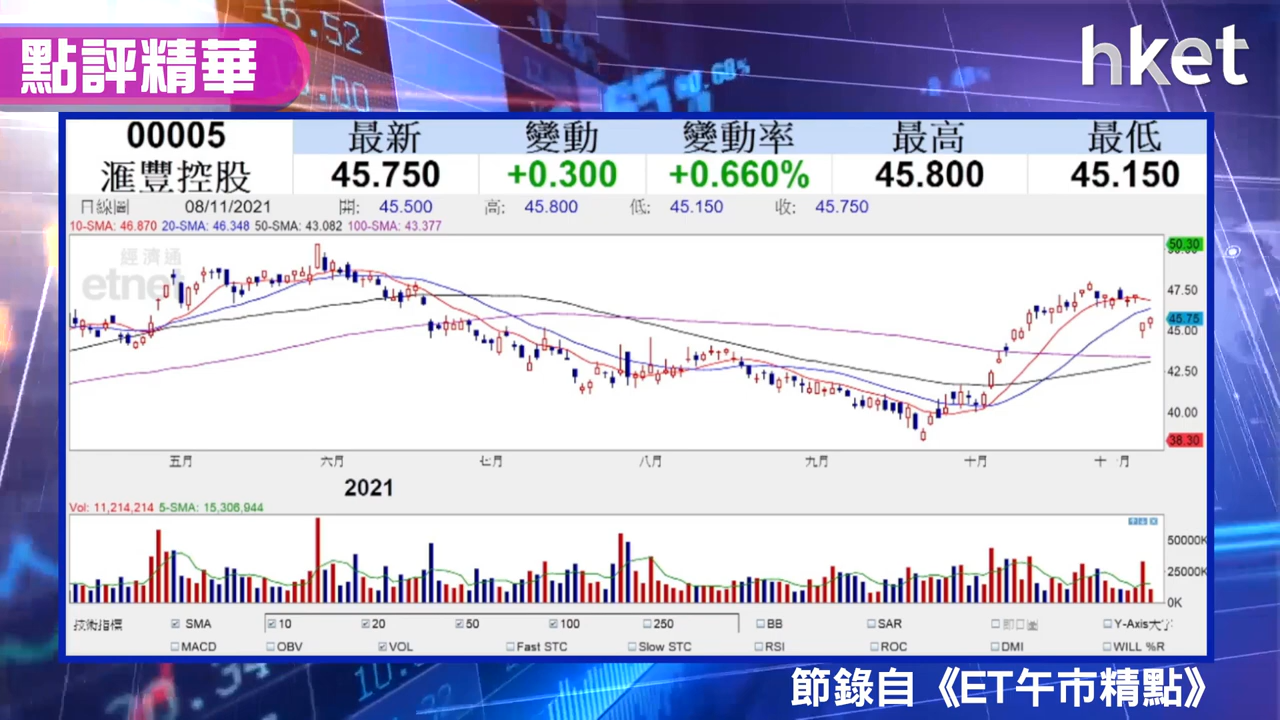 點評精華
hket
00005
滙豐控股
最新 變動 變動率 最高 最低
45.750 +0.300 +0.660% 45.800 45.150
日線圖 08/11/2021 開: 45.500 高: 45.800 低: 45.150 收: 45.750
10-SMA: 46.870 20-SMA: 46.348 50-SMA: 43.082 100-SMA: 43.377
經濟通
etnet
50.30
47.50
45.75
45.00
42.50
40.00
38.30
五月 六月 七月 八月 九月 十月 十一月
2021
Vol: 11,214,214 5-SMA: 15,306,944
50000K
25000K
0K
技術指標 SMA 10 20 50 100 250 BB SAR Y-Axis大字
MACD OBV VOL Fast STC Slow STC RSI ROC DMI WILL %R
節錄自《ET午市精點》